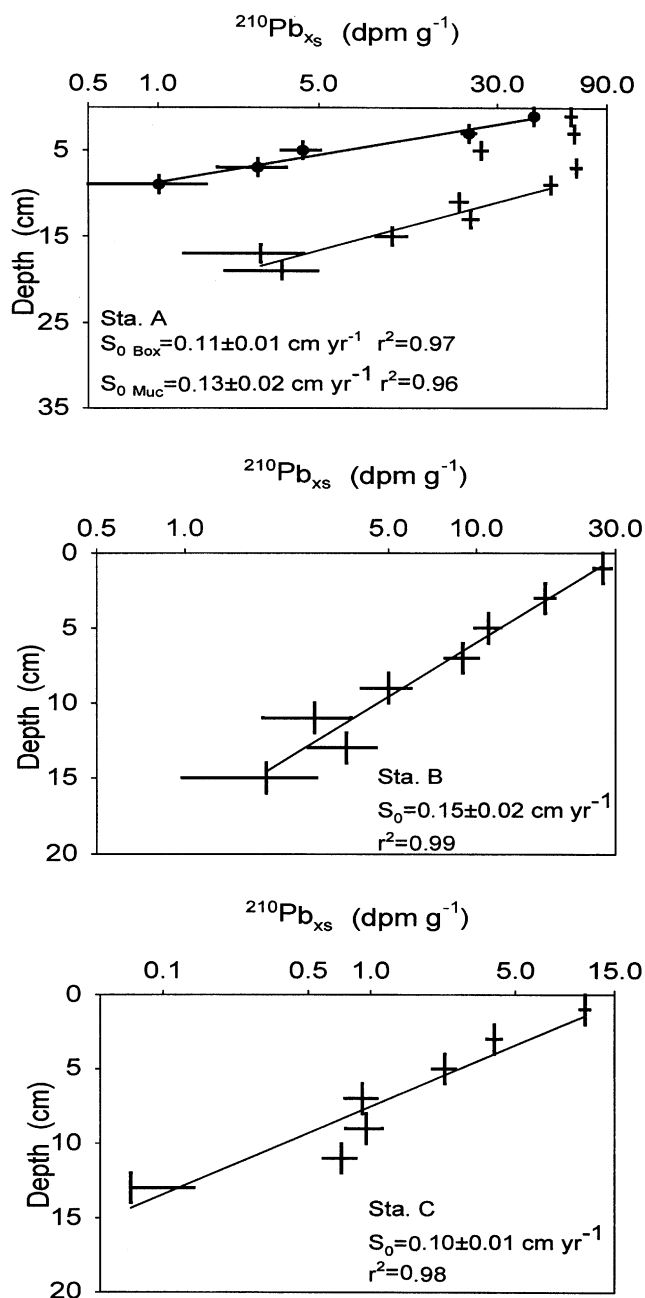 ²¹⁰Pbₓₛ (dpm g⁻¹)
0.5 1.0 5.0 30.0 90.0
5
15
25
35
Depth (cm)
Sta. A
S₀ Box=0.11±0.01 cm yr⁻¹ r²=0.97
S₀ Muc=0.13±0.02 cm yr⁻¹ r²=0.96
²¹⁰Pbₓₛ (dpm g⁻¹)
0.5 1.0 5.0 10.0 30.0
0
5
10
15
20
Depth (cm)
Sta. B
S₀=0.15±0.02 cm yr⁻¹
r²=0.99
²¹⁰Pbₓₛ (dpm g⁻¹)
0.1 0.5 1.0 5.0 15.0
0
5
10
15
20
Depth (cm)
Sta. C
S₀=0.10±0.01 cm yr⁻¹
r²=0.98